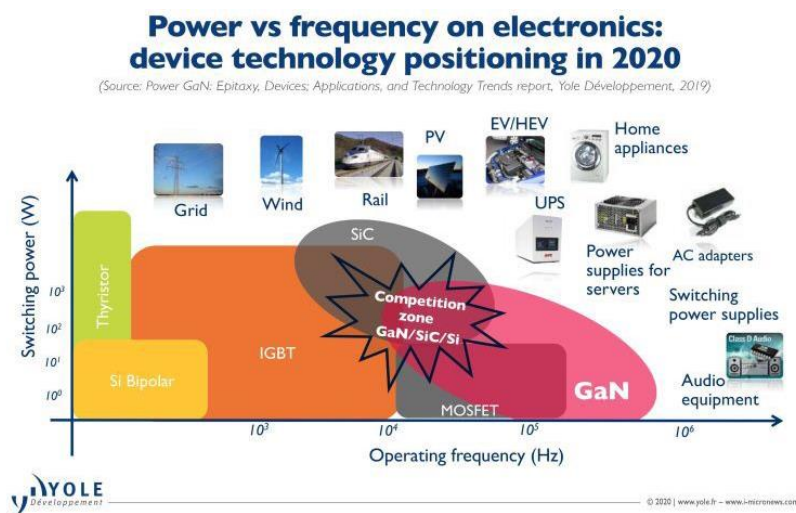 Power vs frequency on electronics:
device technology positioning in 2020
(Source: Power GaN: Epitaxy, Devices; Applications, and Technology Trends report, Yole Développement, 2019)
PV
EV/HEV
Home
appliances
Grid
Wind
Rail
UPS
Power
supplies for
servers
AC adapters
Switching
power supplies
Class D Audio
Audio
equipment
Switching power (W)
10³
10²
10¹
10⁰
Thyristor
SiC
Competition
zone
GaN/SiC/Si
IGBT
Si Bipolar
MOSFET
GaN
10³
10⁴
10⁵
10⁶
Operating frequency (Hz)
YOLE
Développement
© 2020 | www.yole.fr – www.i-micronews.com